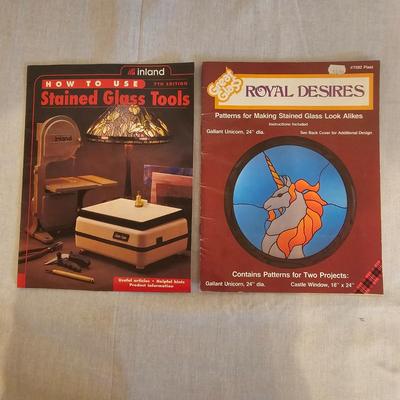 inland
HOW TO USE
7TH EDITION
Stained Glass Tools
inland
Useful articles • Helpful hints
Product information
#7082 Plaid
ROYAL DESIRES
Patterns for Making Stained Glass Look Alikes
Instructions Included
Gallant Unicorn, 24" dia.
See Back Cover for Additional Design
Contains Patterns for Two Projects:
Gallant Unicorn, 24" dia.
Castle Window, 18" x 24"